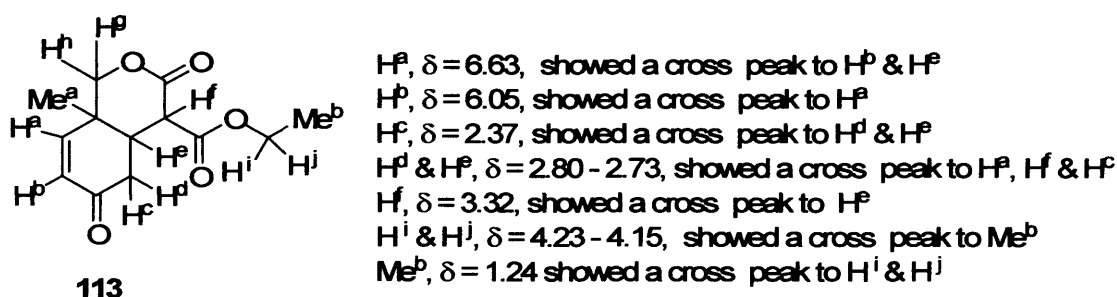 H^g
H^h
O
O
Me^a
H^f
H^a
O
Me^b
H^e
H^b
H^d
O
H^i
H^j
H^c
O
113
H^a, δ = 6.63, showed a cross peak to H^b & H^e
H^b, δ = 6.05, showed a cross peak to H^a
H^c, δ = 2.37, showed a cross peak to H^d & H^e
H^d & H^e, δ = 2.80 - 2.73, showed a cross peak to H^a, H^f & H^c
H^f, δ = 3.32, showed a cross peak to H^e
H^i & H^j, δ = 4.23 - 4.15, showed a cross peak to Me^b
Me^b, δ = 1.24 showed a cross peak to H^i & H^j